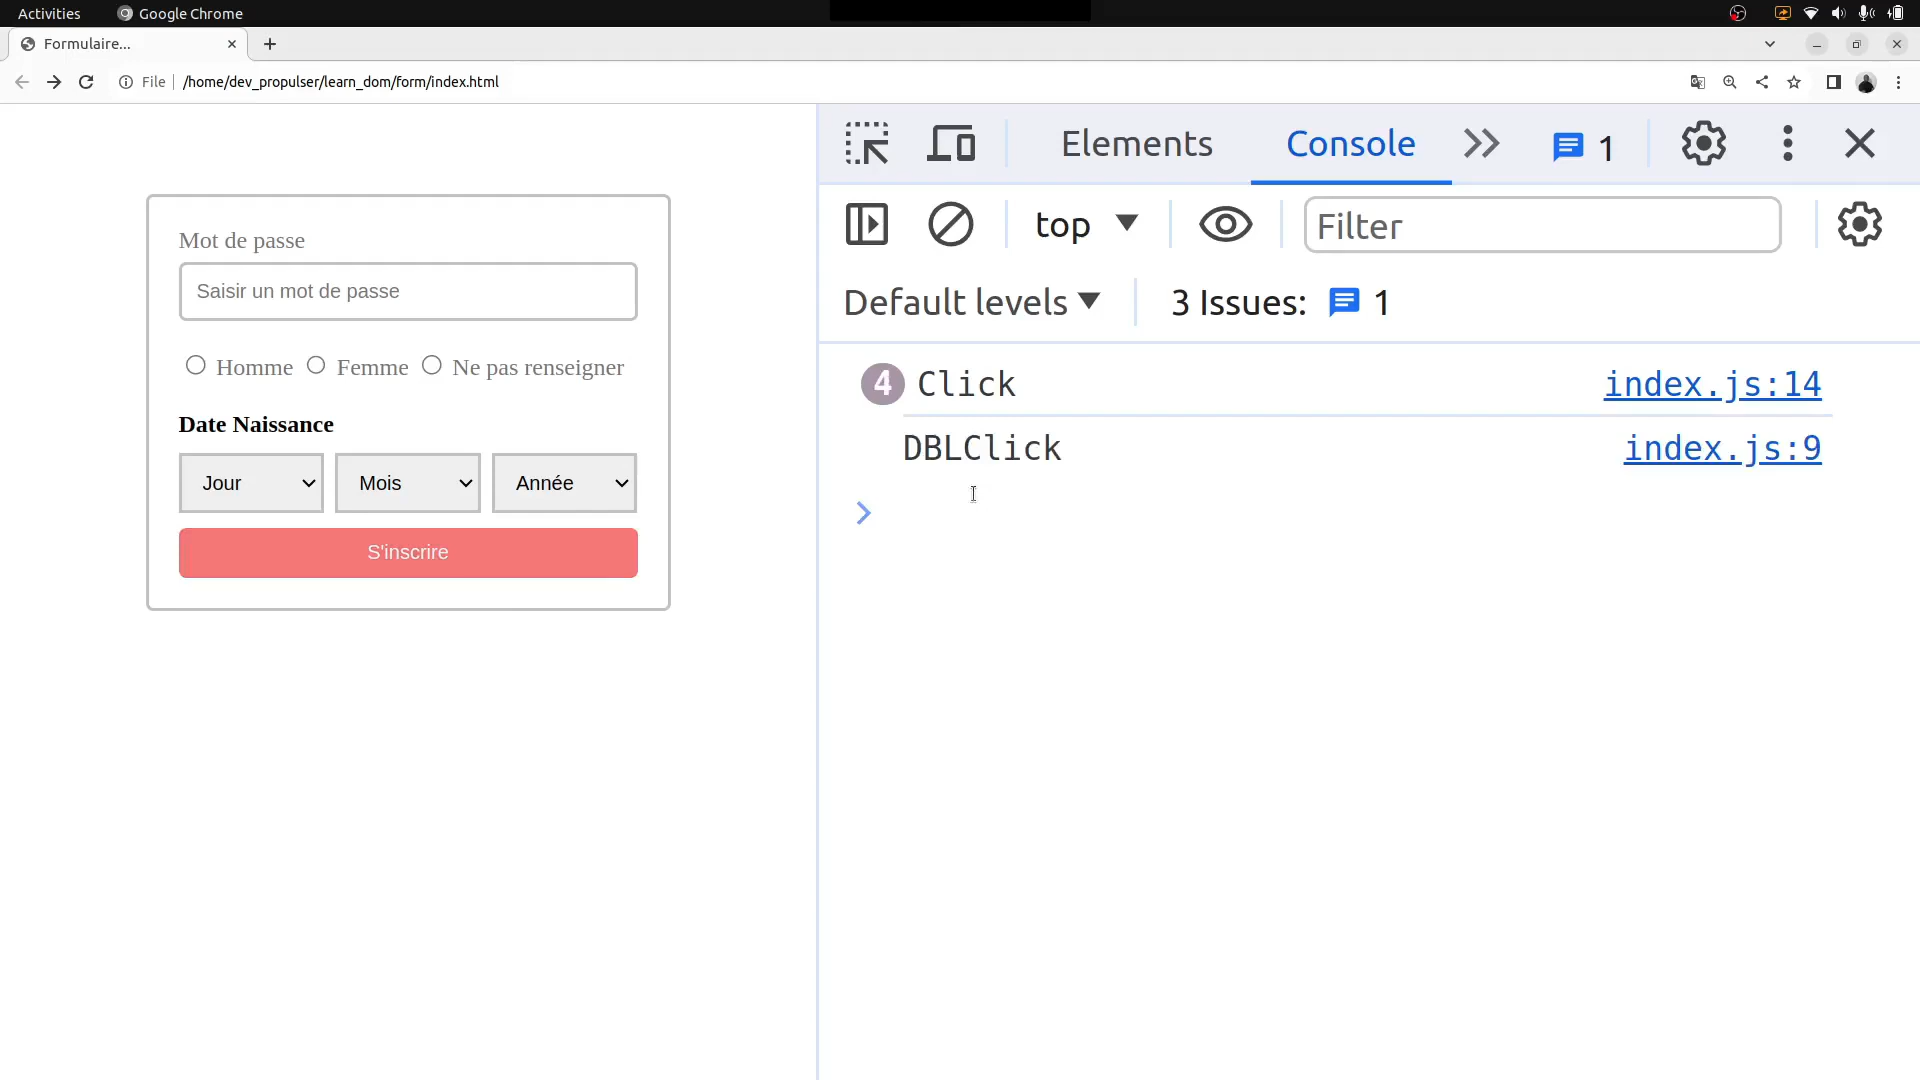 Activities Google Chrome
Formulaire...
File /home/dev_propulser/learn_dom/form/index.html
Mot de passe
Saisir un mot de passe
Homme Femme Ne pas renseigner
Date Naissance
Jour Mois Année
S'inscrire
Elements Console 1
top Filter
Default levels 3 Issues: 1
4 Click index.js:14
DBLClick index.js:9